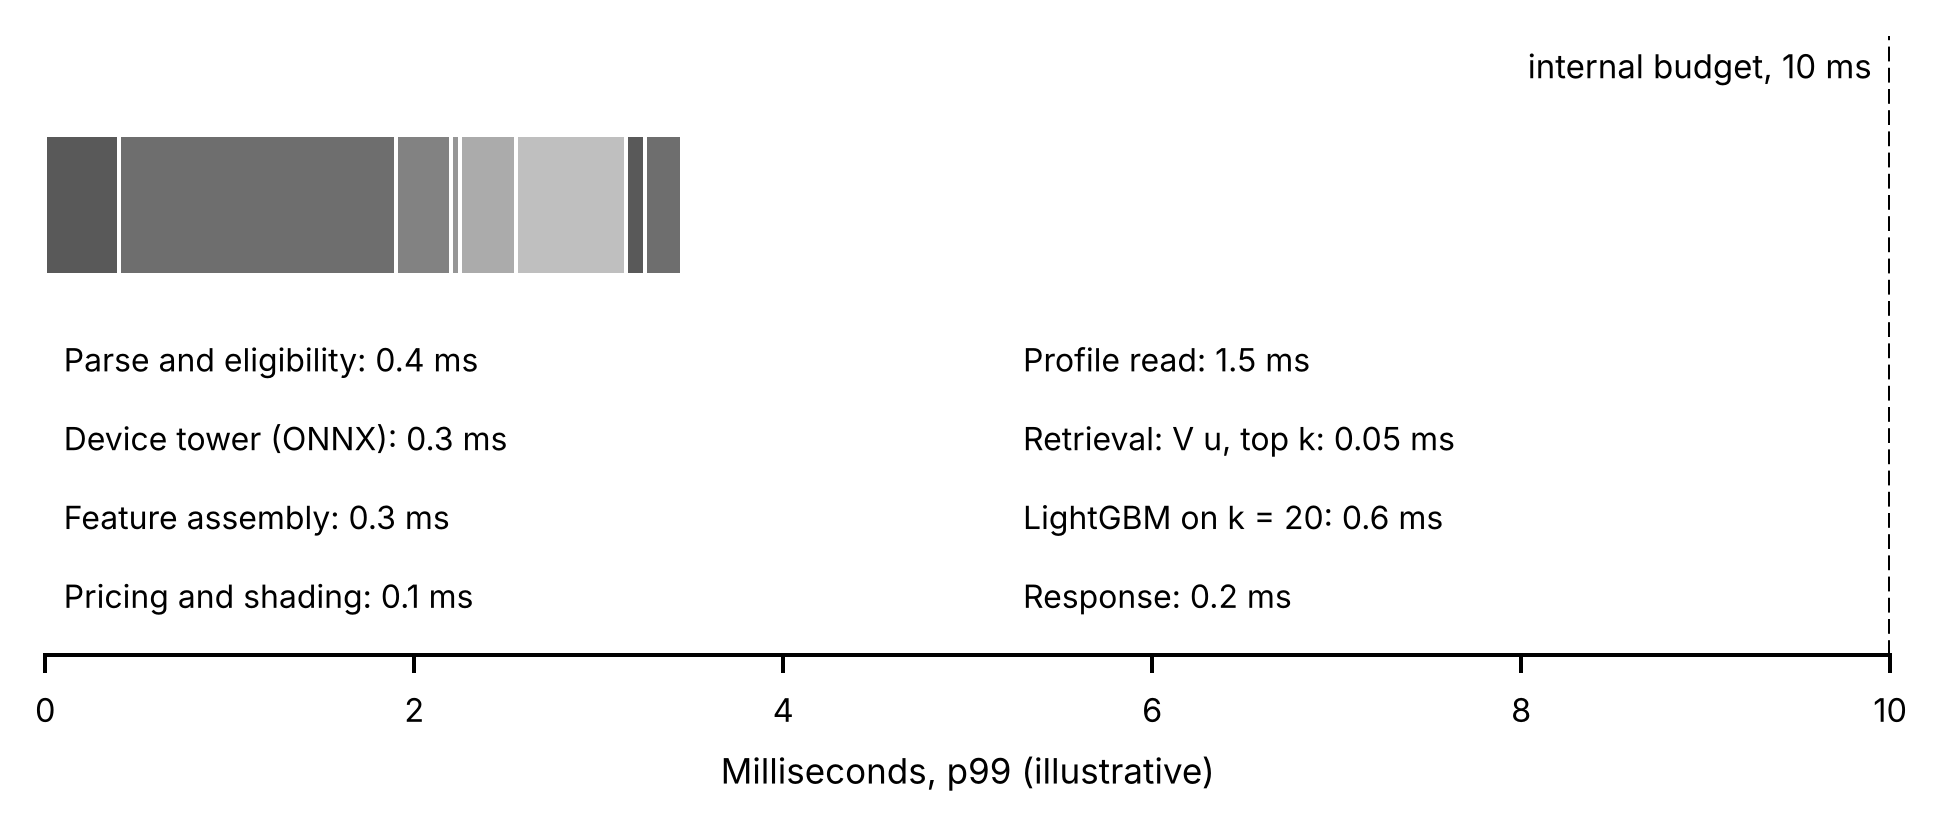 internal budget, 10 ms
Parse and eligibility: 0.4 ms
Profile read: 1.5 ms
Device tower (ONNX): 0.3 ms
Retrieval: V u, top k: 0.05 ms
Feature assembly: 0.3 ms
LightGBM on k = 20: 0.6 ms
Pricing and shading: 0.1 ms
Response: 0.2 ms
0 2 4 6 8 10
Milliseconds, p99 (illustrative)